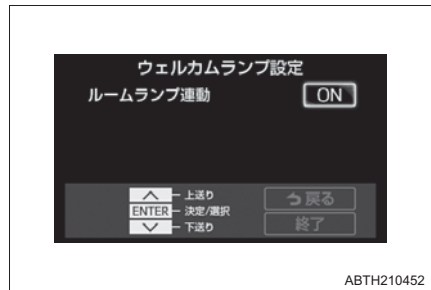 ウェルカムランプ設定
ルームランプ連動 ON
上送り
ENTER 決定/選択
下送り
戻る
終了
ABTH210452